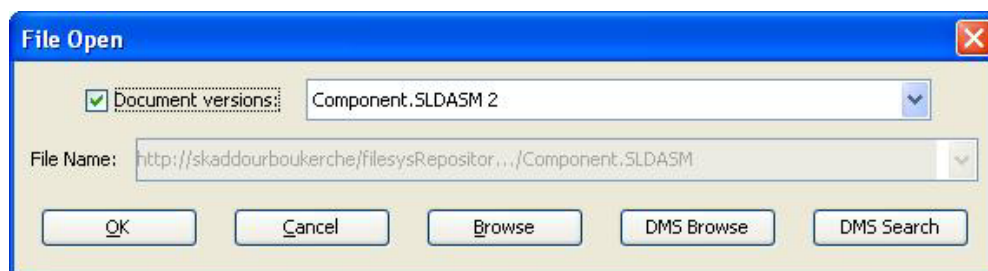 File Open
Document versions: Component.SLDASM 2
File Name: http://skaddourboukerche/filesysRepositor.../Component.SLDASM
OK Cancel Browse DMS Browse DMS Search